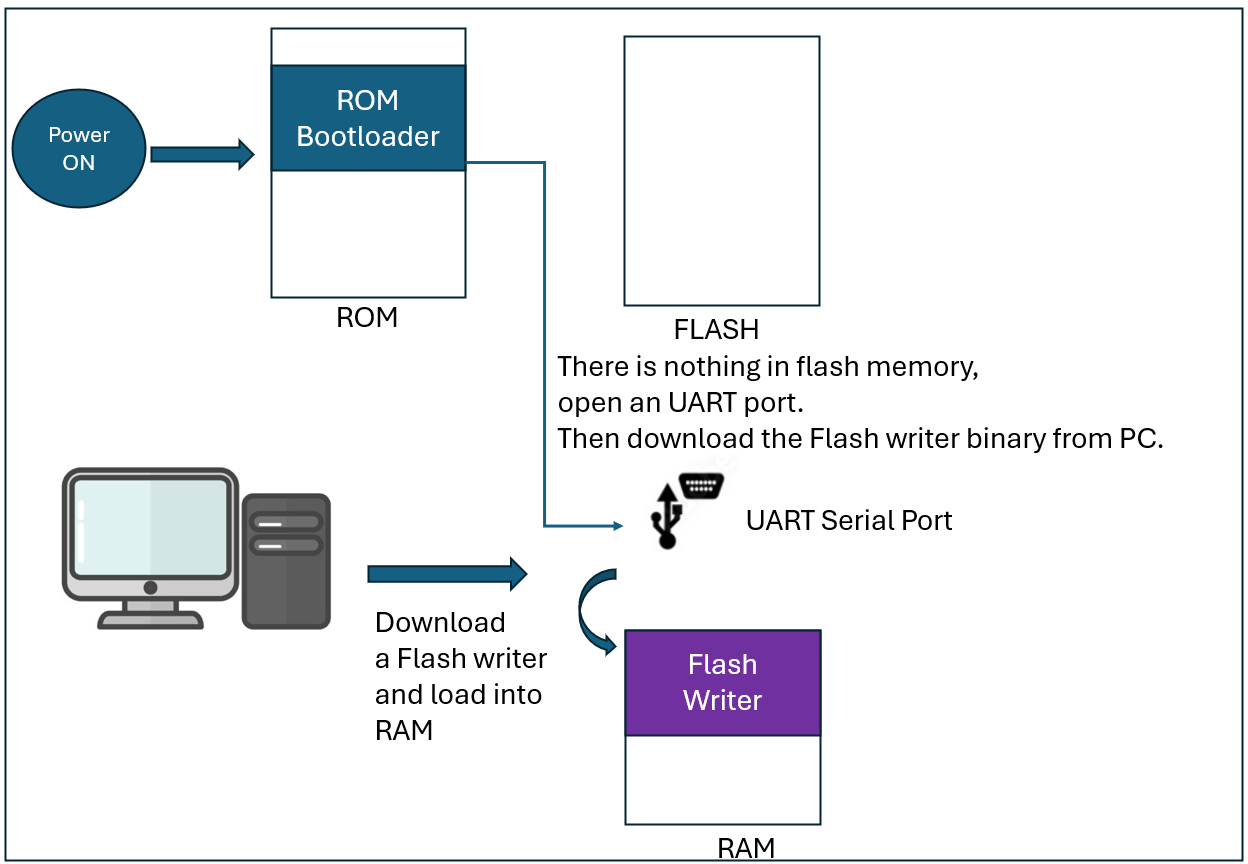 Power
ON
ROM
Bootloader
ROM
FLASH
There is nothing in flash memory,
open an UART port.
Then download the Flash writer binary from PC.
UART Serial Port
Download
a Flash writer
and load into
RAM
Flash
Writer
RAM